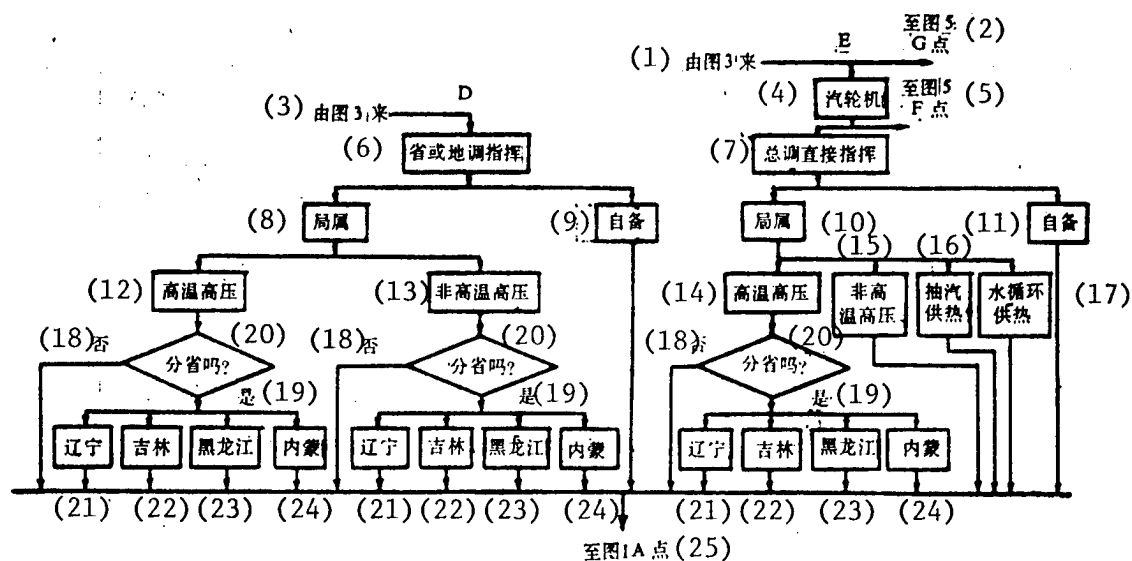 E 至图5 (2)
G点
(1) 由图3来
D (4) 汽轮机 至图5 (5)
F点
(3) 由图3来
(6) 省或地调指挥 (7) 总调直接指挥
(8) 局属 (9) 自备 局属 (10) (11) 自备
(15) (16)
(12) 高温高压 (13) 非高温高压 (14) 高温高压 非高 抽汽 水循环 (17)
温高压 供热 供热
(18) 否 (20) (18) 否 (20) (18) 否 (20)
分省吗? 分省吗? 分省吗?
是 (19) 是 (19) 是 (19)
辽宁 吉林 黑龙江 内蒙 辽宁 吉林 黑龙江 内蒙 辽宁 吉林 黑龙江 内蒙
(21) (22) (23) (24) (21) (22) (23) (24) (21) (22) (23) (24)
至图1A点 (25)